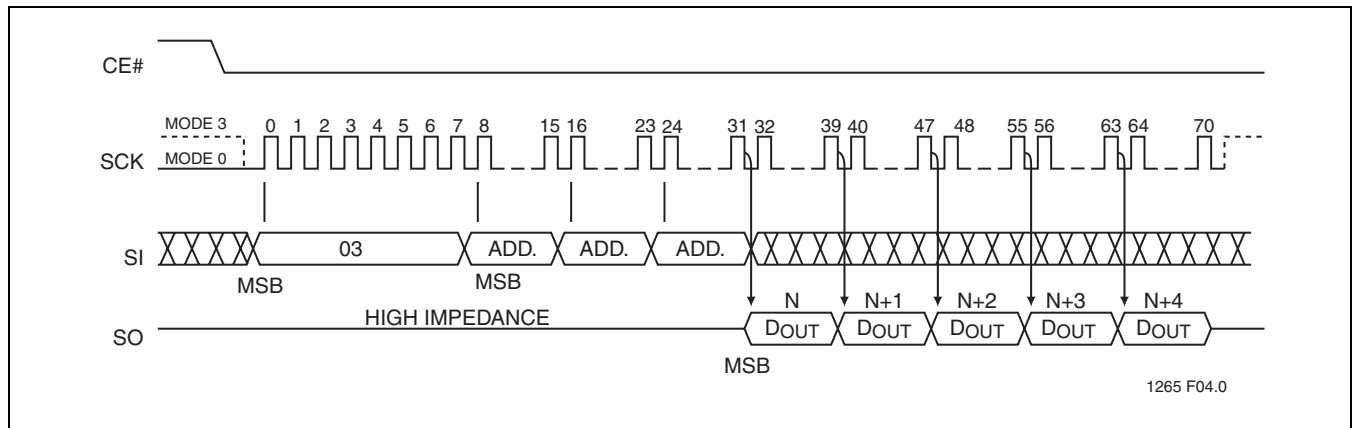 CE#
MODE 3
0 1 2 3 4 5 6 7 8 15 16 23 24 31 32 39 40 47 48 55 56 63 64 70
SCK
MODE 0
SI
03 ADD. ADD. ADD.
MSB MSB
N N+1 N+2 N+3 N+4
HIGH IMPEDANCE
SO
DOUT DOUT DOUT DOUT DOUT
MSB
1265 F04.0